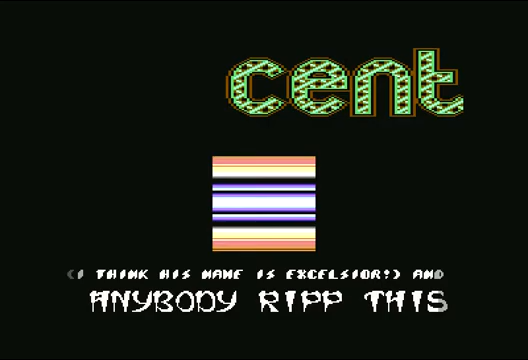 cent
(I THINK HIS NAME IS EXCELSIOR?) AND
ANYBODY RIPP THIS